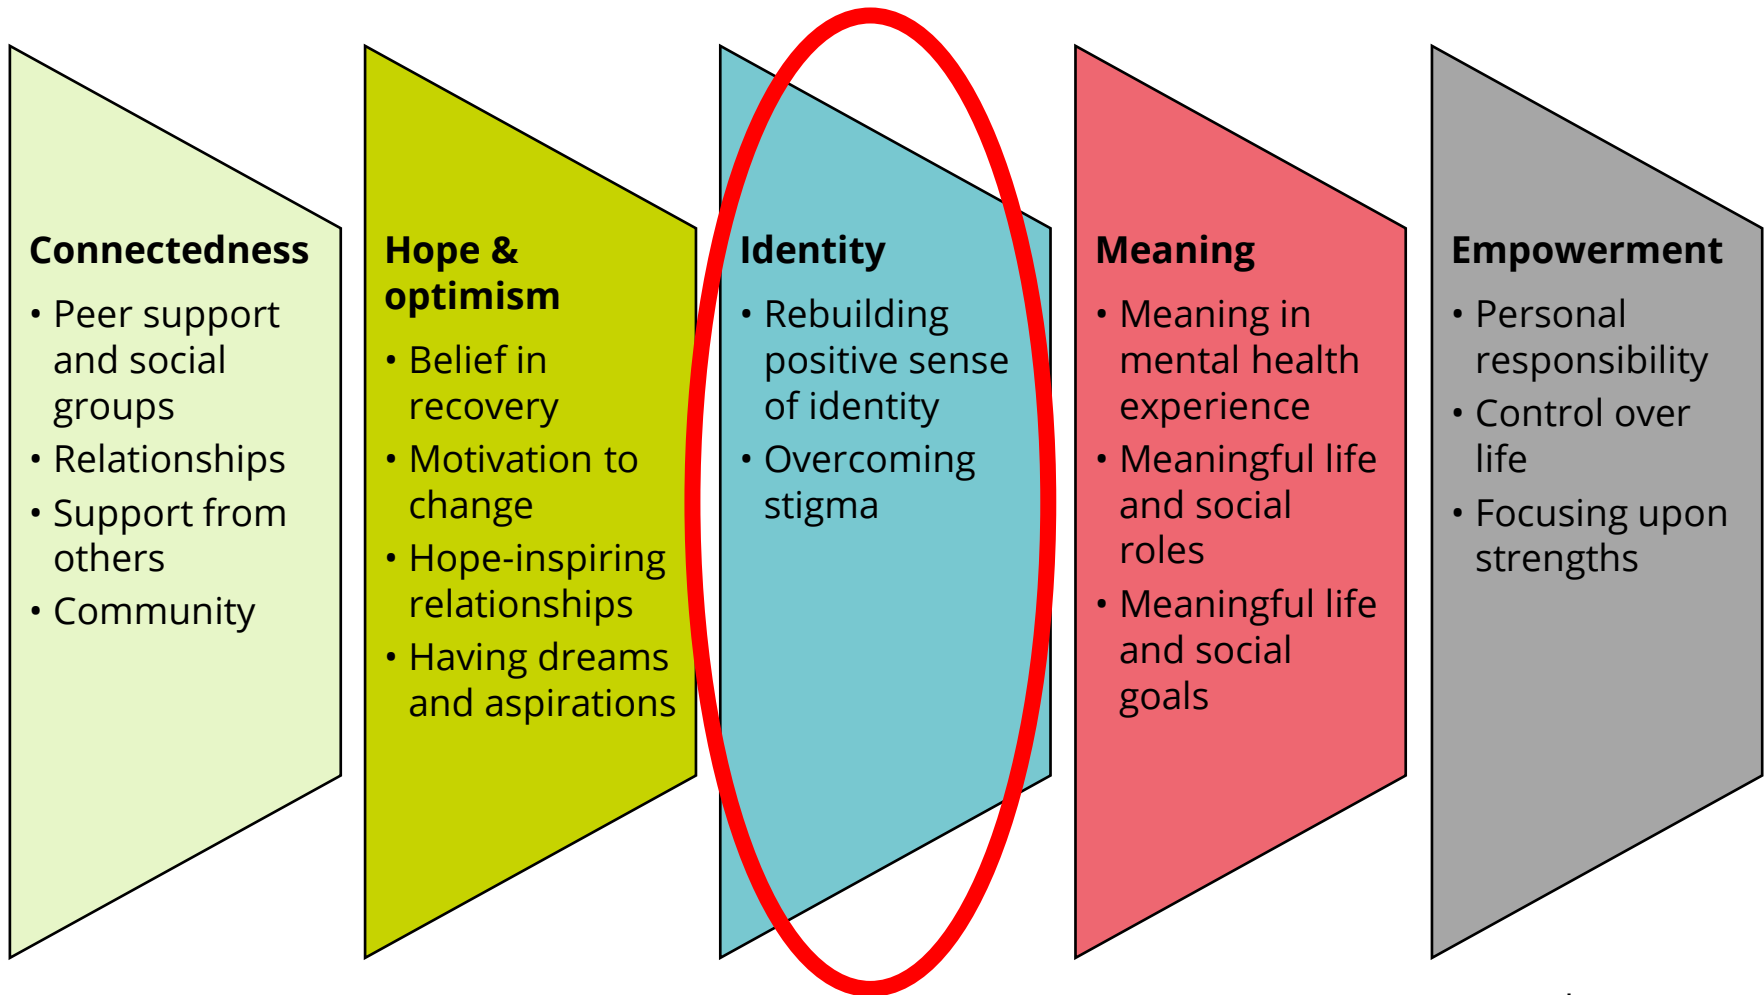 Connectedness
• Peer support
and social
groups
• Relationships
• Support from
others
• Community
Hope &
optimism
• Belief in
recovery
• Motivation to
change
• Hope-inspiring
relationships
• Having dreams
and aspirations
Identity
• Rebuilding
positive sense
of identity
• Overcoming
stigma
Meaning
• Meaning in
mental health
experience
• Meaningful life
and social
roles
• Meaningful life
and social
goals
Empowerment
• Personal
responsibility
• Control over
life
• Focusing upon
strengths